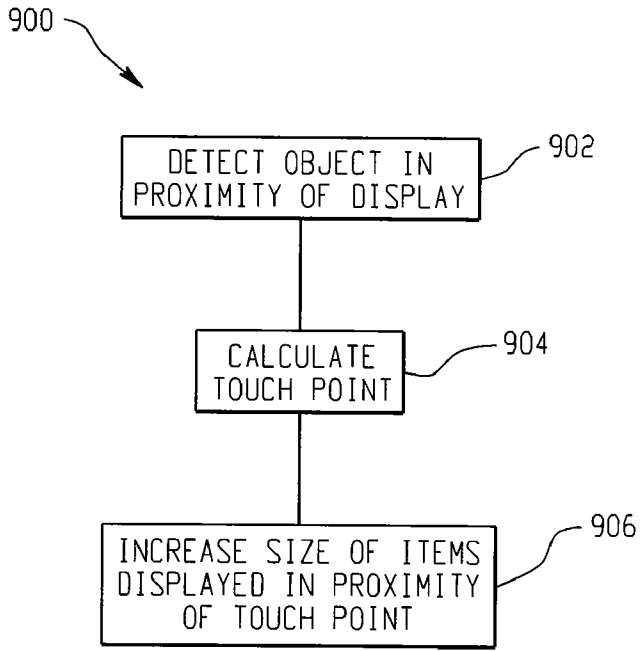 900
DETECT OBJECT IN
PROXIMITY OF DISPLAY
902
CALCULATE
TOUCH POINT
904
INCREASE SIZE OF ITEMS
DISPLAYED IN PROXIMITY
OF TOUCH POINT
906